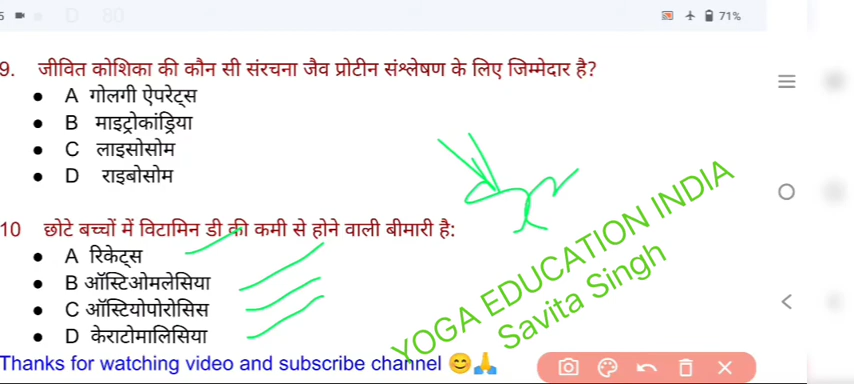 D 80
71%
9. जीवित कोशिका की कौन सी संरचना जैव प्रोटीन संश्लेषण के लिए जिम्मेदार है?
• A गोलगी ऐपरेट्स
• B माइट्रोकांड्रिया
• C लाइसोसोम
• D राइबोसोम
10 छोटे बच्चों में विटामिन डी की कमी से होने वाली बीमारी है:
• A रिकेट्स
• B ऑस्टिओमलेसिया
• C ऑस्टियोपोरोसिस
• D केराटोमालिसिया
YOGA EDUCATION INDIA
Savita Singh
Thanks for watching video and subscribe channel 😊🙏